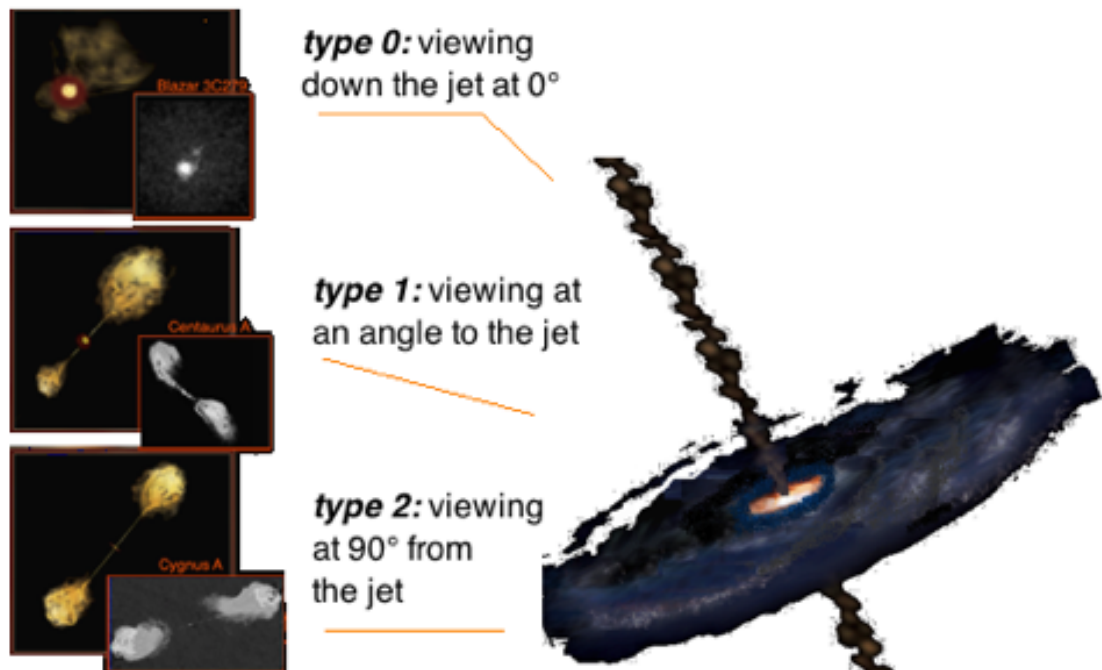 type 0: viewing
down the jet at 0°
Blazar 3C279
type 1: viewing at
an angle to the jet
Centaurus A
type 2: viewing
at 90° from
the jet
Cygnus A